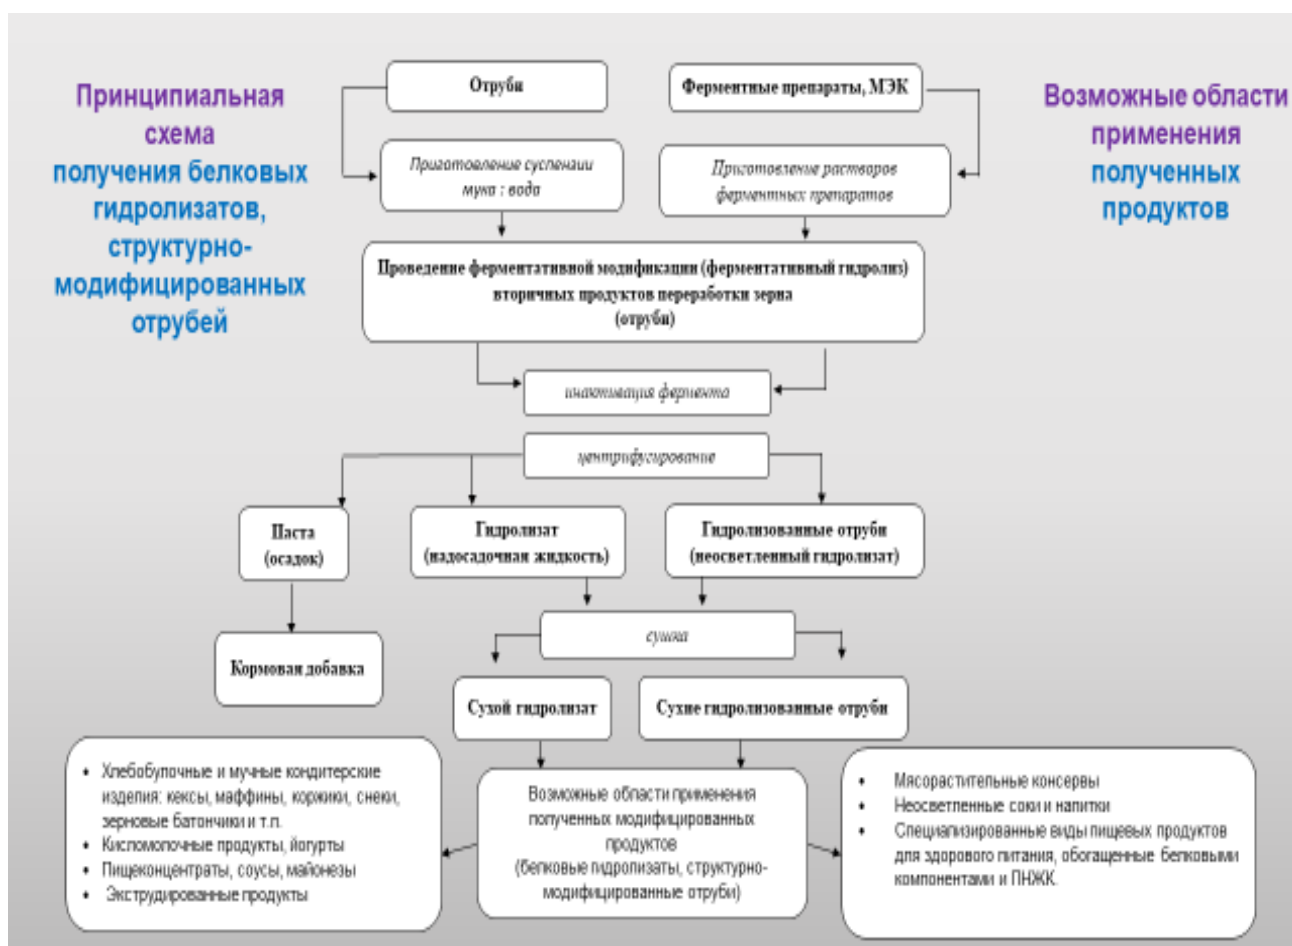 Принципиальная
схема
получения белковых
гидролизатов,
структурно-
модифицированных
отрубей
Отруби
Ферментные препараты, МЭК
Возможные области
применения
полученных
продуктов
Приготовление суспензии
мука : вода
Приготовление растворов
ферментных препаратов
Проведение ферментативной модификации (ферментативный гидролиз)
вторичных продуктов переработки зерна
(отруби)
инактивация фермента
центрифугирование
Паста
(осадок)
Гидролизат
(надосадочная жидкость)
Гидролизованные отруби
(неосветленный гидролизат)
сушка
Кормовая добавка
Сухой гидролизат
Сухие гидролизованные отруби
• Хлебобулочные и мучные кондитерские
изделия: кексы, маффины, коржики, снеки,
зерновые батончики и т.п.
• Кисломолочные продукты, йогурты
• Пищеконцентраты, соусы, майонезы
• Экструдированные продукты
Возможные области применения
полученных модифицированных
продуктов
(белковые гидролизаты, структурно-
модифицированные отруби)
• Мясорастительные консервы
• Неосветленные соки и напитки
• Специализированные виды пищевых продуктов
для здорового питания, обогащенные белковыми
компонентами и ПНЖК.